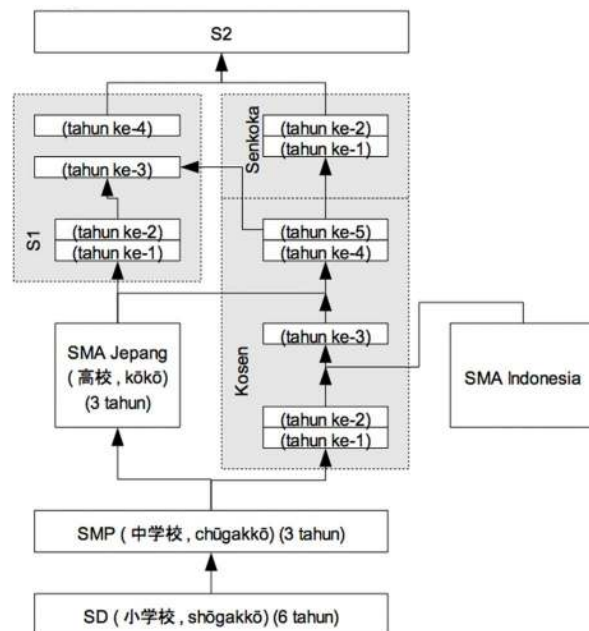 S2
(tahun ke-4)
(tahun ke-3)
(tahun ke-2)
(tahun ke-1)
S1
Senkoka
(tahun ke-2)
(tahun ke-1)
(tahun ke-5)
(tahun ke-4)
(tahun ke-3)
(tahun ke-2)
(tahun ke-1)
Kosen
SMA Jepang
( 高校 , kōkō)
(3 tahun)
SMA Indonesia
SMP ( 中学校 , chūgakkō) (3 tahun)
SD ( 小学校 , shōgakkō) (6 tahun)